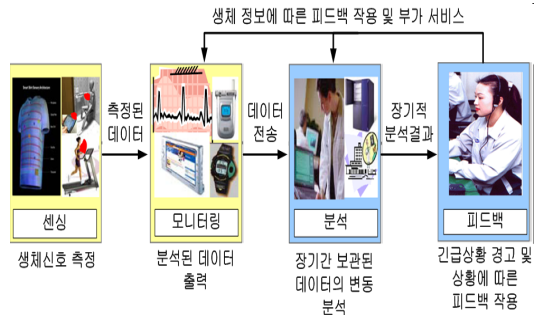 생체 정보에 따른 피드백 작용 및 부가 서비스
측정된
데이터
데이터
전송
장기적
분석결과
센싱
모니터링
분석
피드백
생체신호 측정
분석된 데이터
출력
장기간 보관된
데이터의 변동
분석
긴급상황 경고 및
상황에 따른
피드백 작용